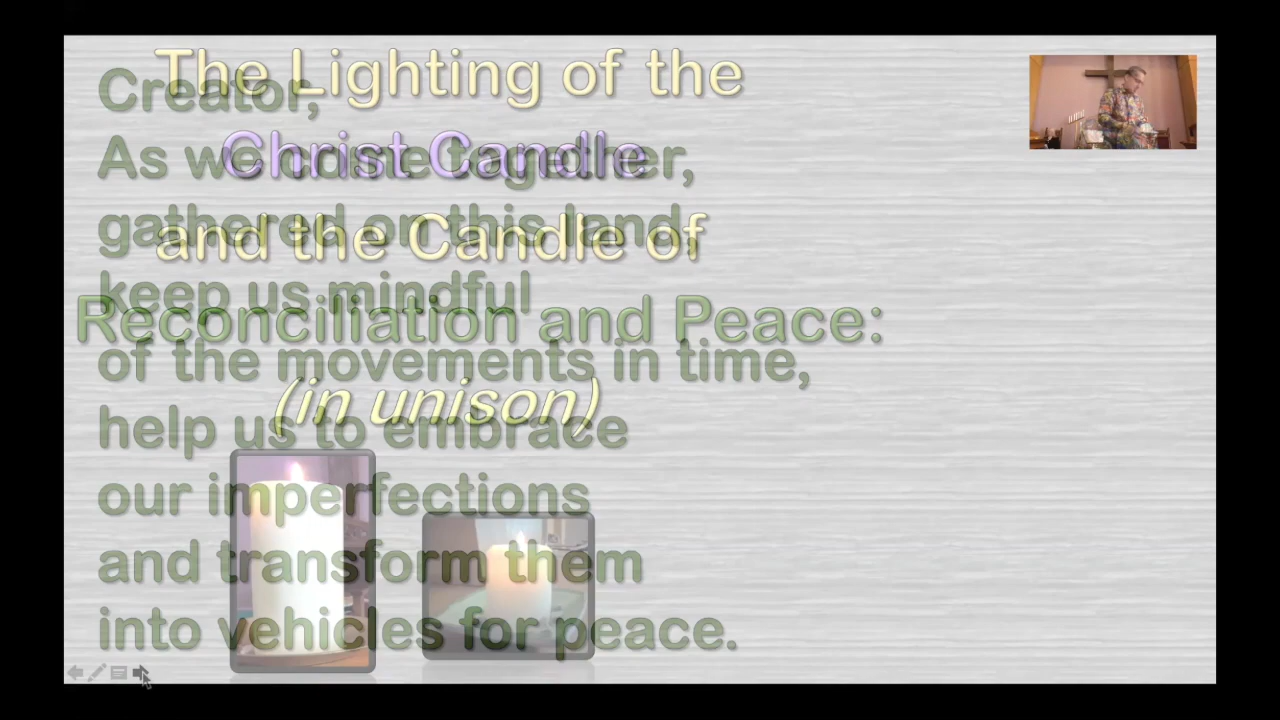 The Lighting of the
Christ Candle
and the Candle of
Reconciliation and Peace:
(in unison)
Creator,
As we come together,
gathered on this land,
keep us mindful
of the movements in time,
help us to embrace
our imperfections
and transform them
into vehicles for peace.